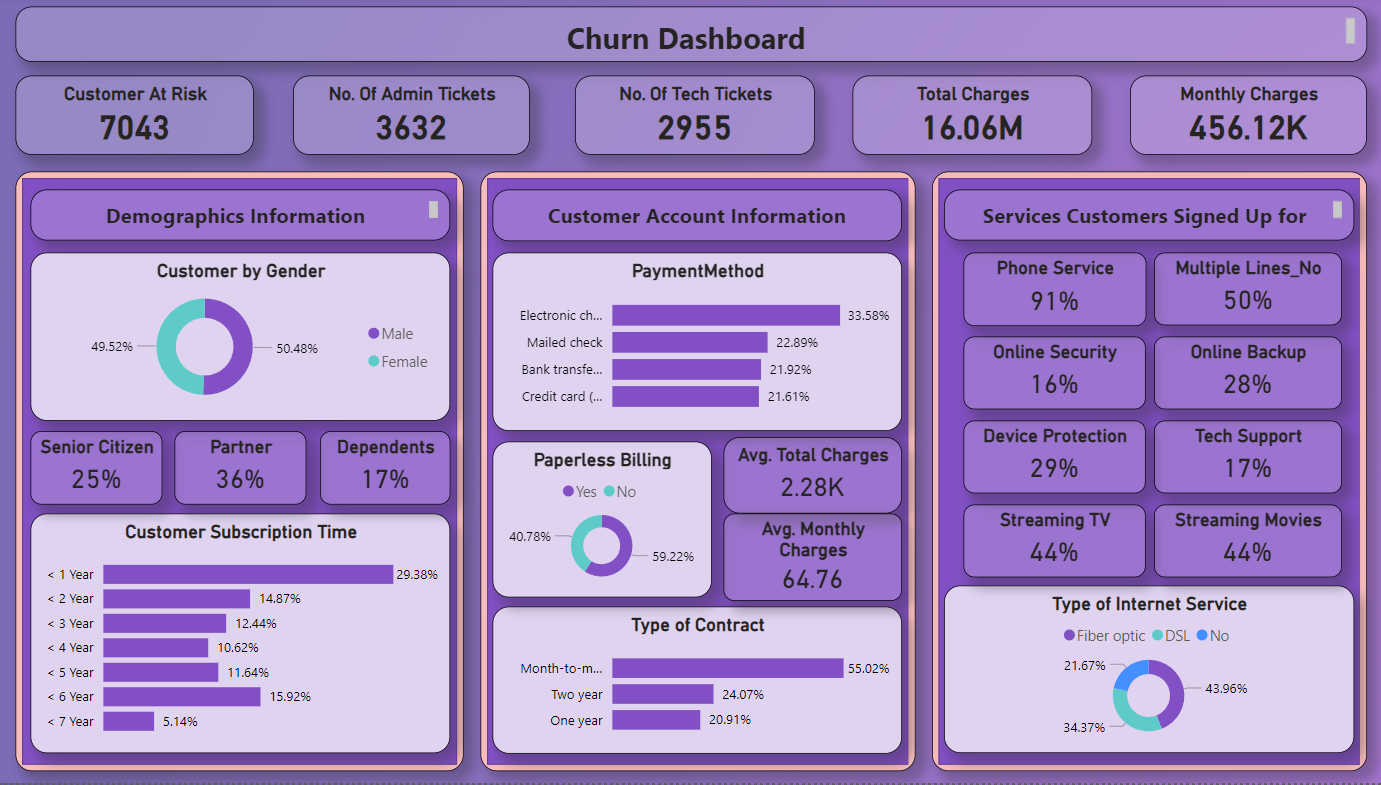 Churn Dashboard
Customer At Risk
7043
No. Of Admin Tickets
3632
No. Of Tech Tickets
2955
Total Charges
16.06M
Monthly Charges
456.12K
Demographics Information
Customer by Gender
49.52%
50.48%
Male
Female
Senior Citizen
25%
Partner
36%
Dependents
17%
Customer Subscription Time
< 1 Year 29.38%
< 2 Year 14.87%
< 3 Year 12.44%
< 4 Year 10.62%
< 5 Year 11.64%
< 6 Year 15.92%
< 7 Year 5.14%
Customer Account Information
PaymentMethod
Electronic ch... 33.58%
Mailed check 22.89%
Bank transfe... 21.92%
Credit card (... 21.61%
Paperless Billing
Yes No
40.78%
59.22%
Avg. Total Charges
2.28K
Avg. Monthly
Charges
64.76
Type of Contract
Month-to-m... 55.02%
Two year 24.07%
One year 20.91%
Services Customers Signed Up for
Phone Service
91%
Multiple Lines_No
50%
Online Security
16%
Online Backup
28%
Device Protection
29%
Tech Support
17%
Streaming TV
44%
Streaming Movies
44%
Type of Internet Service
Fiber optic DSL No
21.67%
43.96%
34.37%